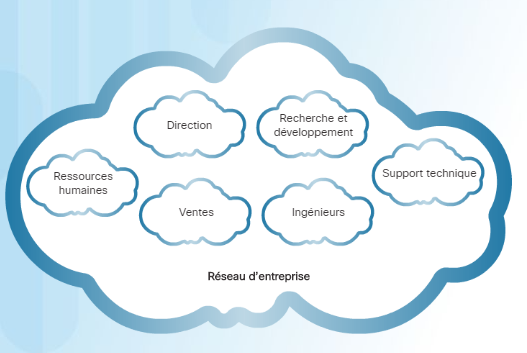 Direction
Recherche et
développement
Ressources
humaines
Support technique
Ventes
Ingénieurs
Réseau d'entreprise